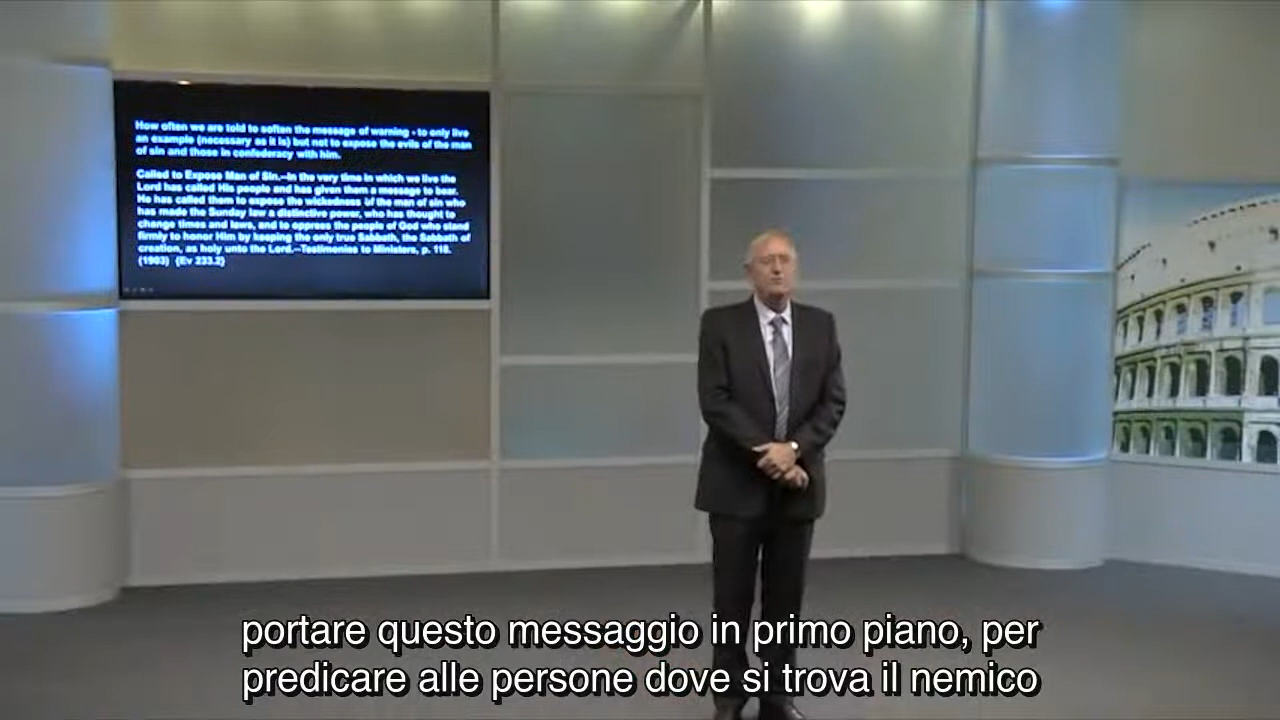 How often we are told to soften the message of warning - to only live
an example (necessary as it is) but not to expose the evils of the man
of sin and those in confederacy with him.
Called to Expose Man of Sin.--In the very time in which we live the
Lord has called His people and has given them a message to bear.
He has called them to expose the wickedness of the man of sin who
has made the Sunday law a distinctive power, who has thought to
change times and laws, and to oppress the people of God who stand
firmly to honor Him by keeping the only true Sabbath, the Sabbath of
creation, as holy unto the Lord.--Testimonies to Ministers, p. 118.
(1903) {Ev 233.2}
portare questo messaggio in primo piano, per
predicare alle persone dove si trova il nemico